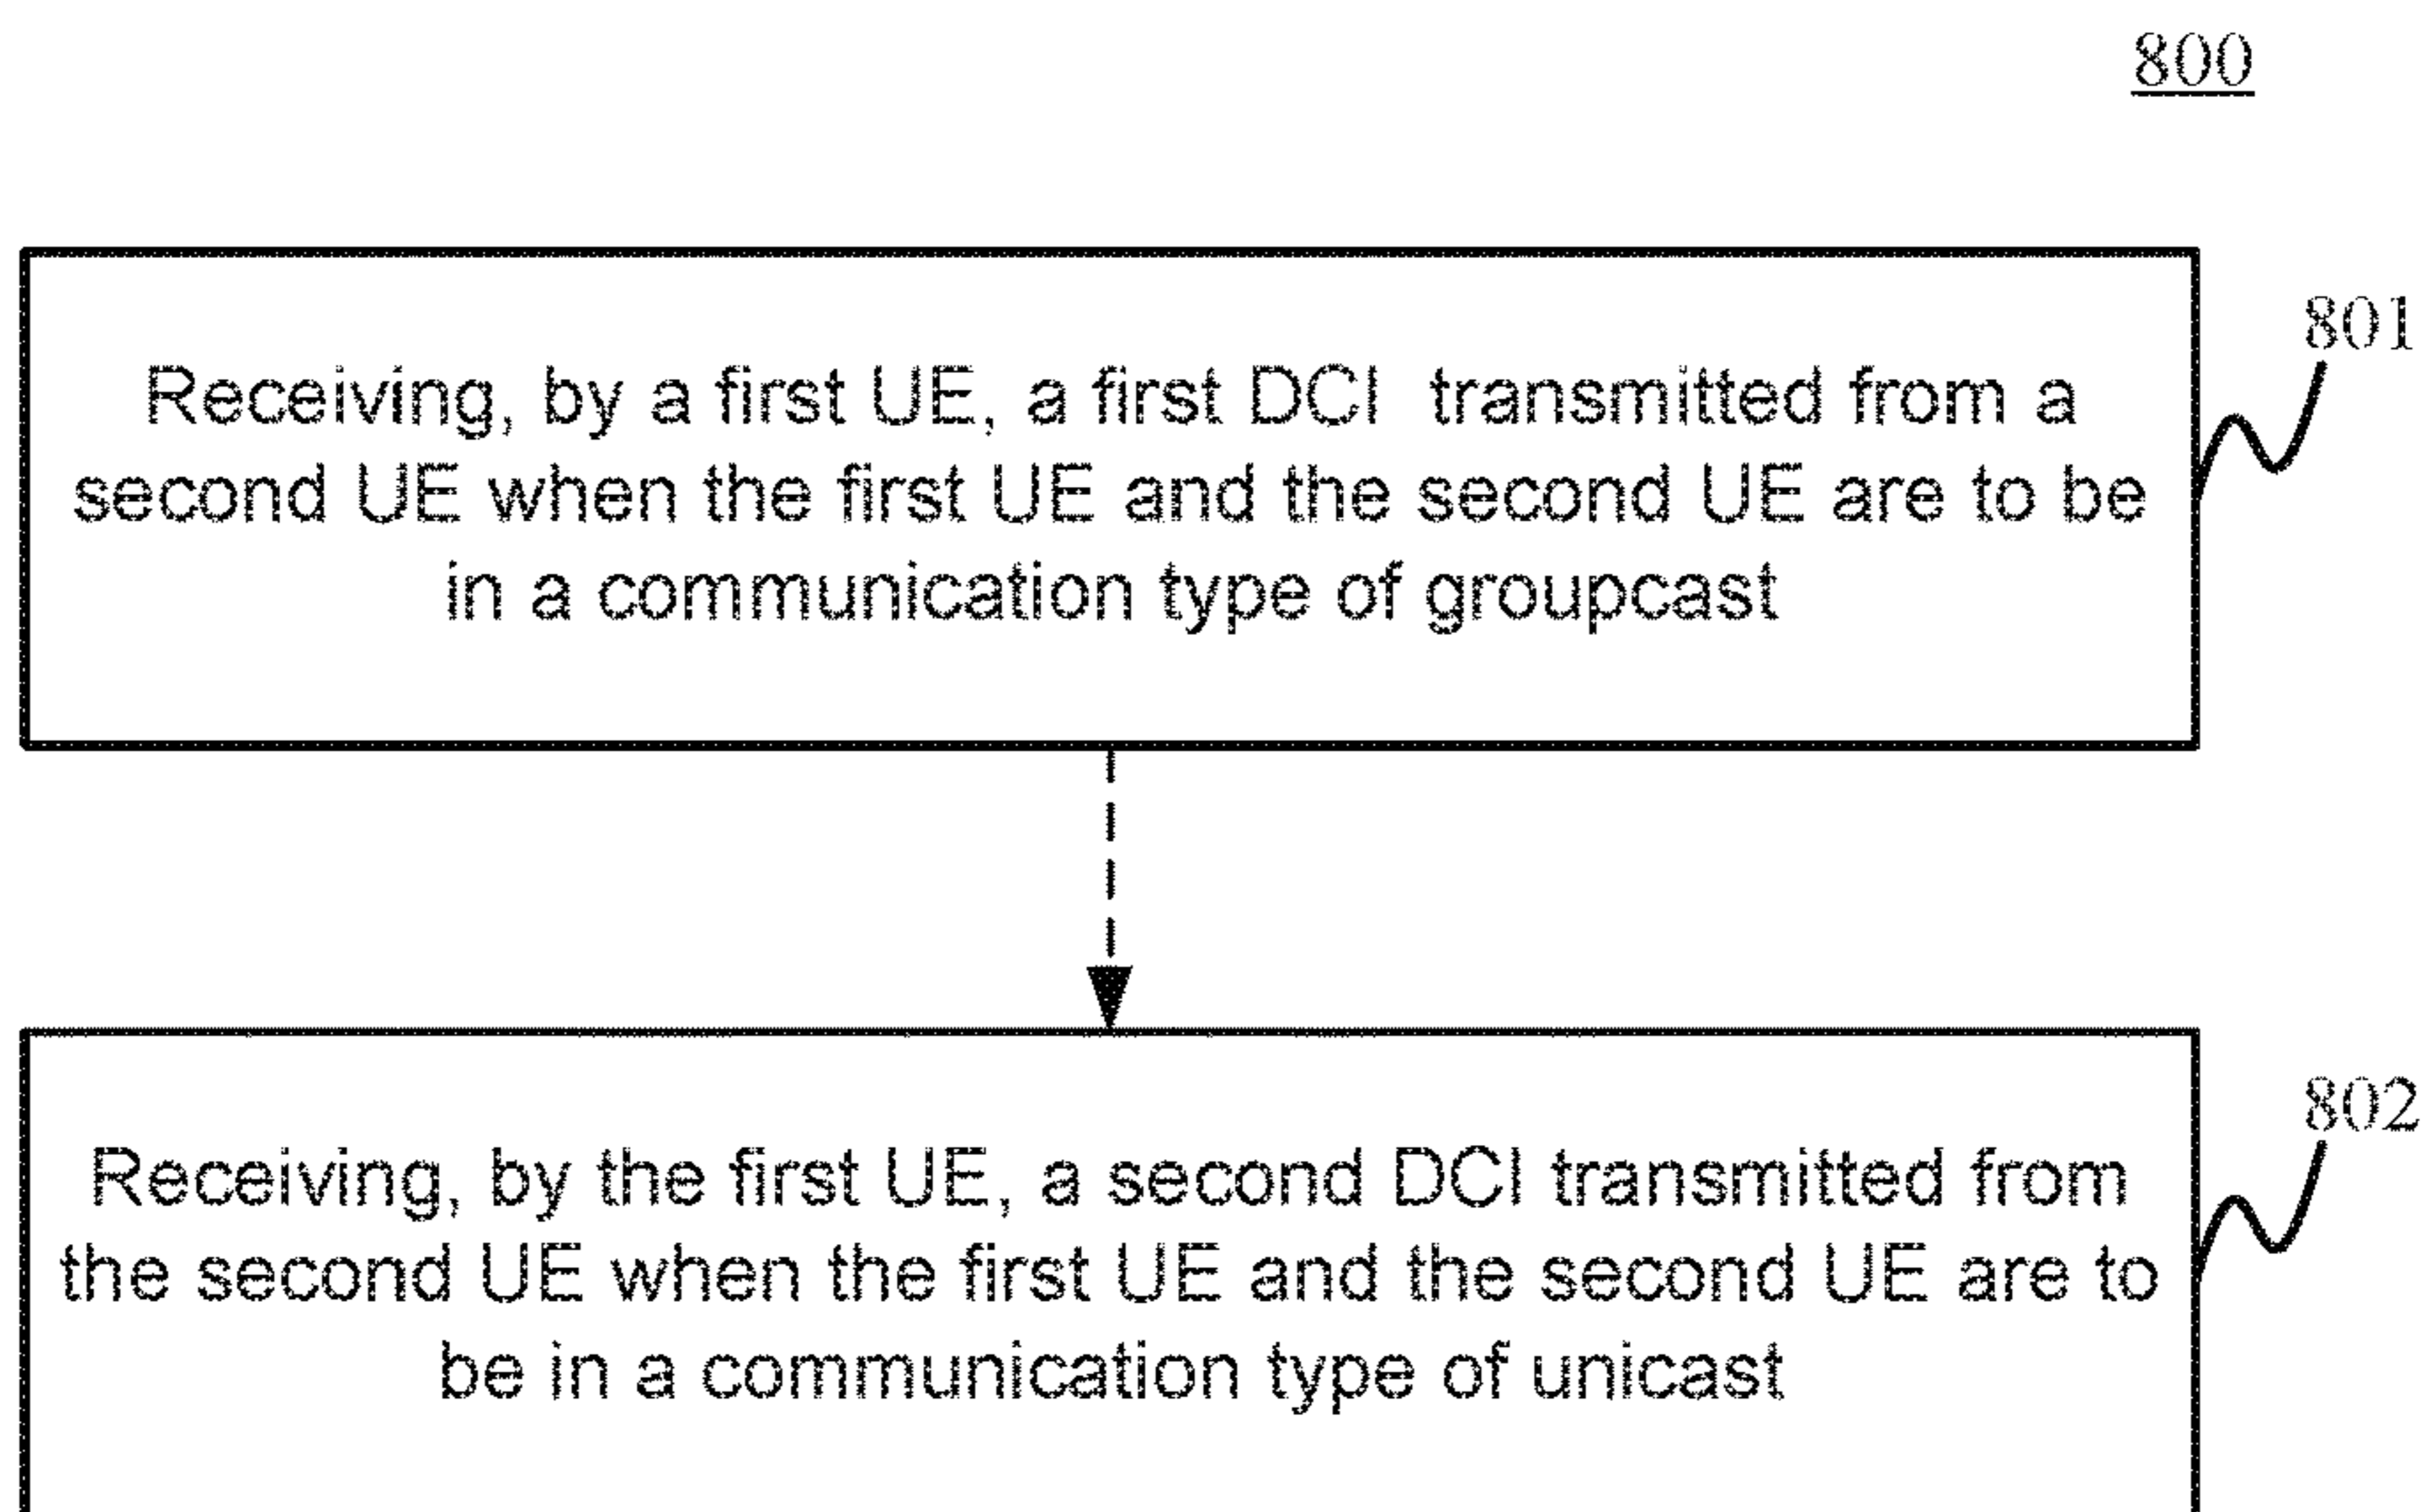 800
801
Receiving, by a first UE, a first DCI transmitted from a
second UE when the first UE and the second UE are to be
in a communication type of groupcast
802
Receiving, by the first UE, a second DCI transmitted from
the second UE when the first UE and the second UE are to
be in a communication type of unicast